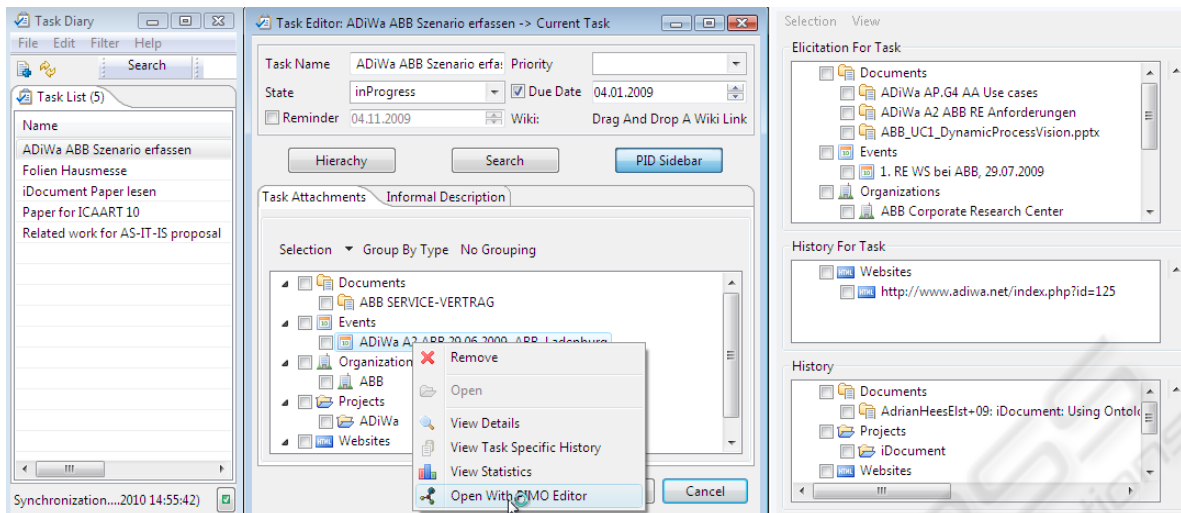 Task Diary
File Edit Filter Help
Search
Task List (5)
Name
ADiWa ABB Szenario erfassen
Folien Hausmesse
iDocument Paper lesen
Paper for ICAART 10
Related work for AS-IT-IS proposal
Synchronization....2010 14:55:42)
Task Editor: ADiWa ABB Szenario erfassen -> Current Task
Task Name ADiWa ABB Szenario erfa: Priority
State inProgress Due Date 04.01.2009
Reminder 04.11.2009 Wiki: Drag And Drop A Wiki Link
Hierachy Search PID Sidebar
Task Attachments Informal Description
Selection Group By Type No Grouping
Documents
ABB SERVICE-VERTRAG
Events
10 ADiWa A2 ABB 29.06.2009, ABB, Ladenburg
Organization
ABB
Projects
ADiWa
HTML Websites
Remove
Open
View Details
View Task Specific History
View Statistics
Open With PIMO Editor
Cancel
Selection View
Elicitation For Task
Documents
ADiWa AP.G4 AA Use cases
ADiWa A2 ABB RE Anforderungen
ABB_UC1_DynamicProcessVision.pptx
Events
1. RE WS bei ABB, 29.07.2009
Organizations
ABB Corporate Research Center
History For Task
HTML Websites
HTML http://www.adiwa.net/index.php?id=125
History
Documents
AdrianHeesElst+09: iDocument: Using Ontolo
Projects
iDocument
HTML Websites